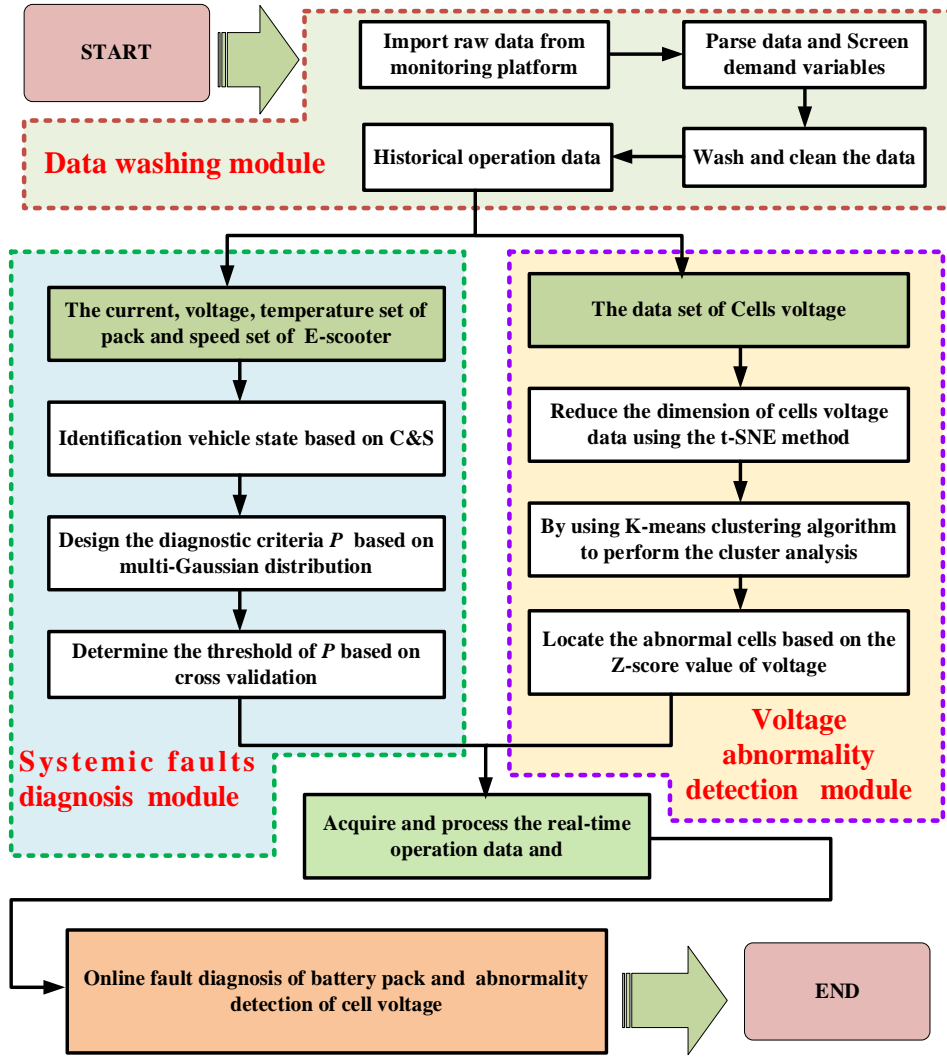 START
Import raw data from
monitoring platform
Parse data and Screen
demand variables
Data washing module
Historical operation data
Wash and clean the data
The current, voltage, temperature set of
pack and speed set of E-scooter
Identification vehicle state based on C&S
Design the diagnostic criteria P based on
multi-Gaussian distribution
Determine the threshold of P based on
cross validation
Systemic faults
diagnosis module
The data set of Cells voltage
Reduce the dimension of cells voltage
data using the t-SNE method
By using K-means clustering algorithm
to perform the cluster analysis
Locate the abnormal cells based on the
Z-score value of voltage
Voltage
abnormality
detection module
Acquire and process the real-time
operation data and
Online fault diagnosis of battery pack and abnormality
detection of cell voltage
END